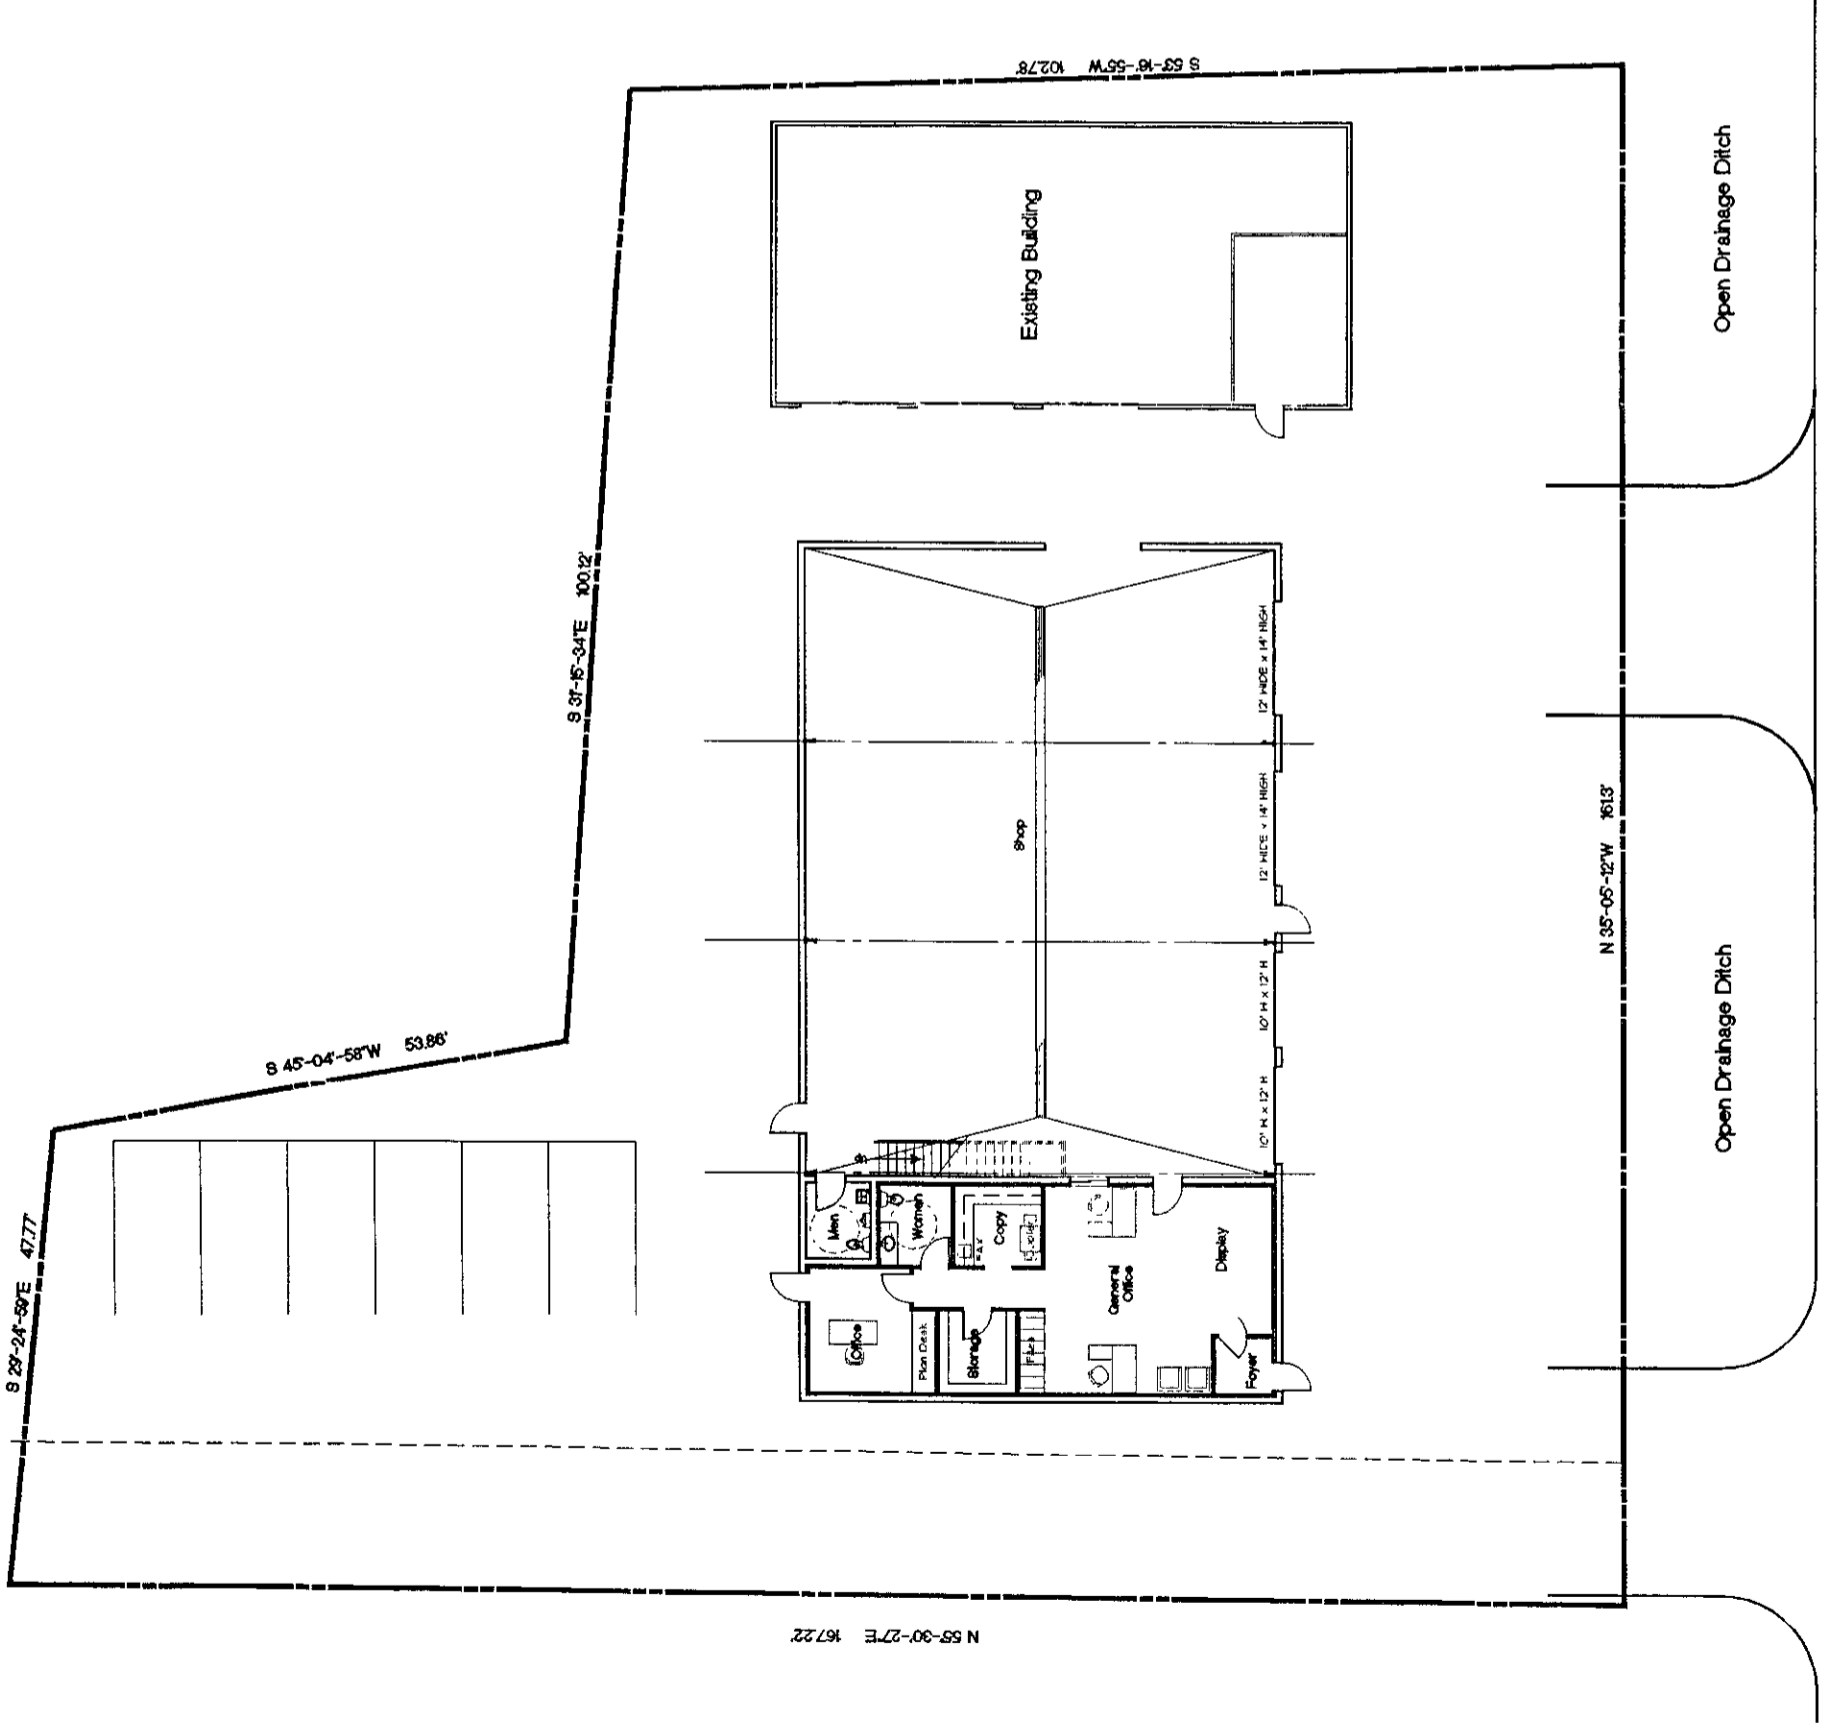 S 53°-16'-55"W 102.78'
Open Drainage Ditch
Existing Building
S 31°-15'-34"E 100.12'
12' WIDE x 14' HIGH
12' WIDE x 14' HIGH
Shop
N 35°-05'-12"W 161.3'
10' H x 12' H
10' H x 12' H
Open Drainage Ditch
S 45°-04'-58"W 53.86'
S 29°-24'-59"E 47.77'
Men
Women
Copy
FAX
Display
General
Office
Office
Plan Desk
Storage
Foyer
N 55°-30'-27"E 167.22'